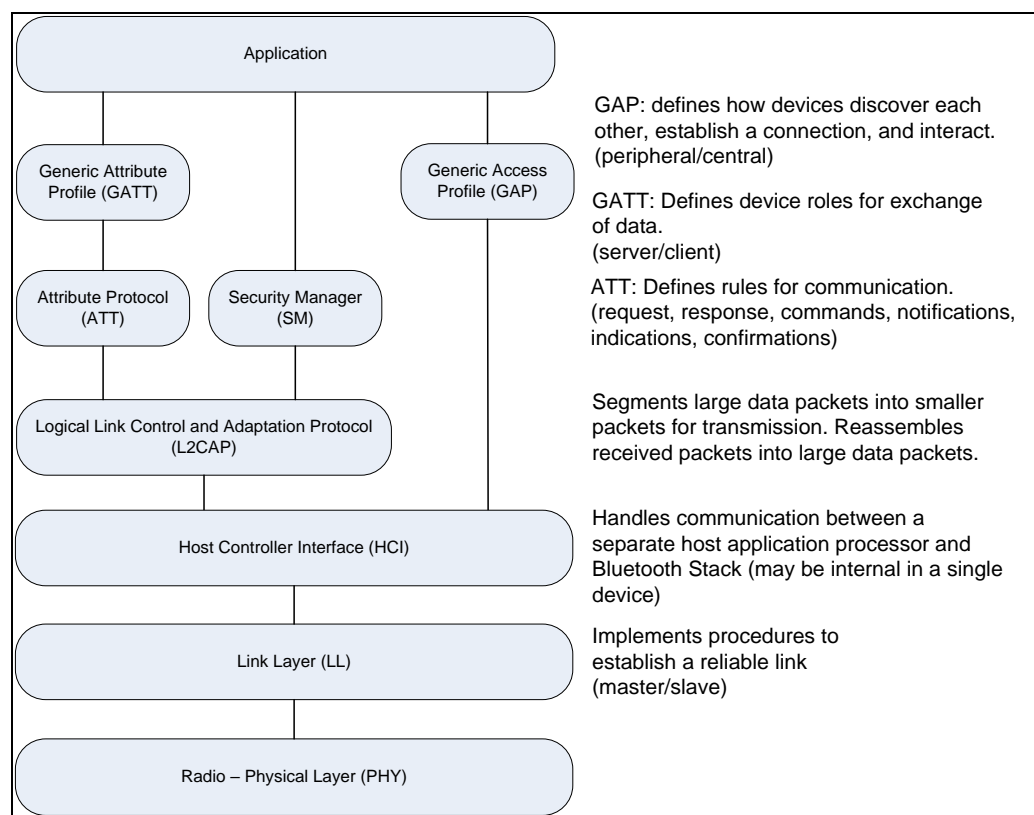 Application
GAP: defines how devices discover each
other, establish a connection, and interact.
(peripheral/central)
Generic Attribute
Profile (GATT)
Generic Access
Profile (GAP)
GATT: Defines device roles for exchange
of data.
(server/client)
Attribute Protocol
(ATT)
Security Manager
(SM)
ATT: Defines rules for communication.
(request, response, commands, notifications,
indications, confirmations)
Logical Link Control and Adaptation Protocol
(L2CAP)
Segments large data packets into smaller
packets for transmission. Reassembles
received packets into large data packets.
Host Controller Interface (HCI)
Handles communication between a
separate host application processor and
Bluetooth Stack (may be internal in a single
device)
Link Layer (LL)
Implements procedures to
establish a reliable link
(master/slave)
Radio – Physical Layer (PHY)